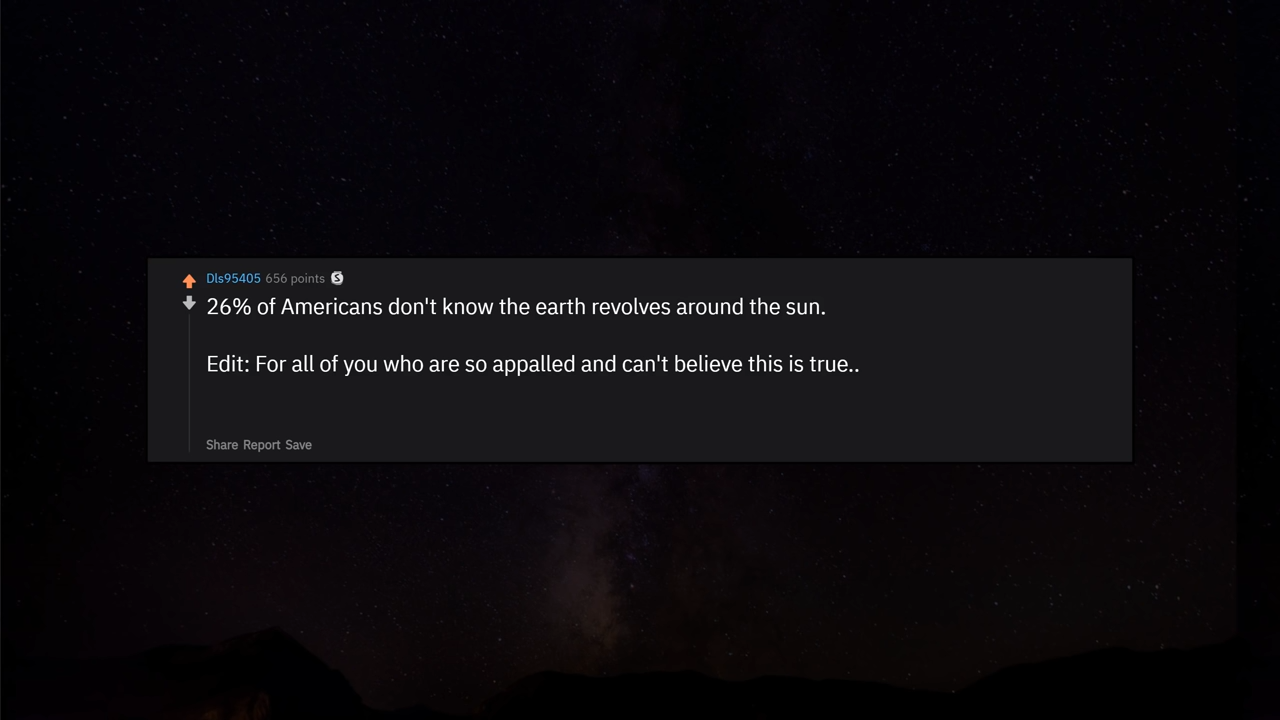 Dls95405 656 points
26% of Americans don't know the earth revolves around the sun.
Edit: For all of you who are so appalled and can't believe this is true..
Share Report Save